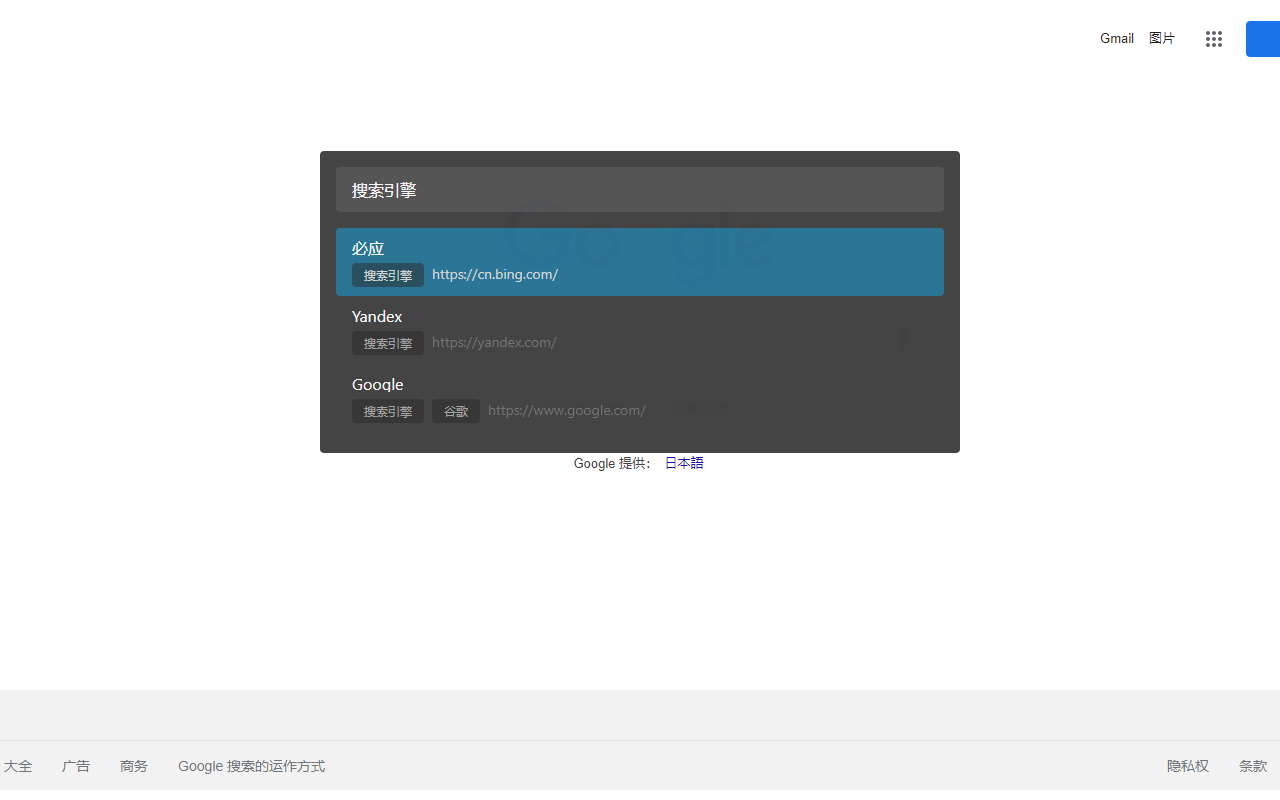 Gmail 图片
搜索引擎
必应
搜索引擎 https://cn.bing.com/
Yandex
搜索引擎 https://yandex.com/
Google
搜索引擎 谷歌 https://www.google.com/
Google 提供： 日本語
大全 广告 商务 Google 搜索的运作方式 隐私权 条款